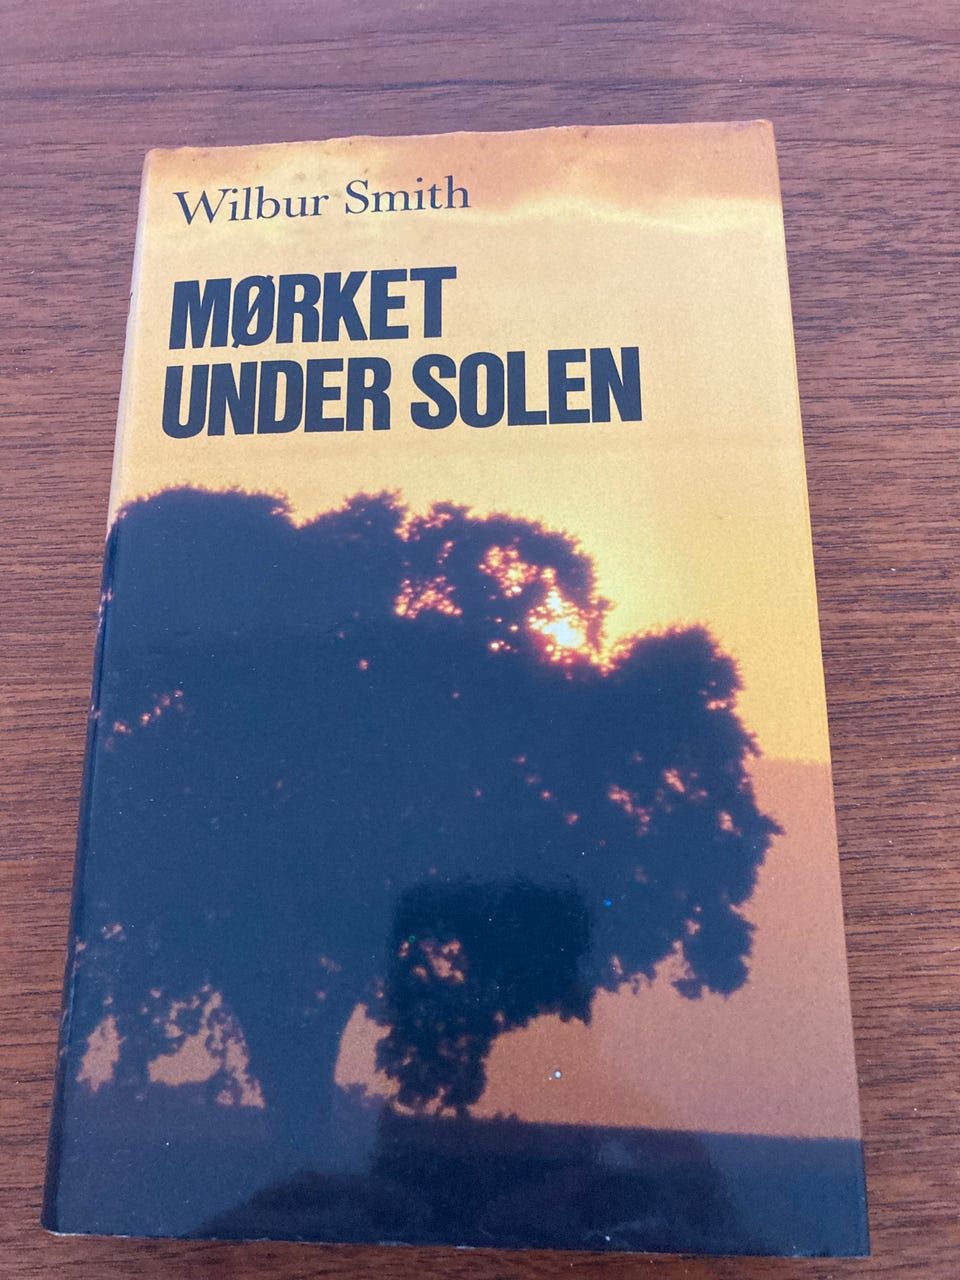 Wilbur Smith
MØRKET
UNDER SOLEN